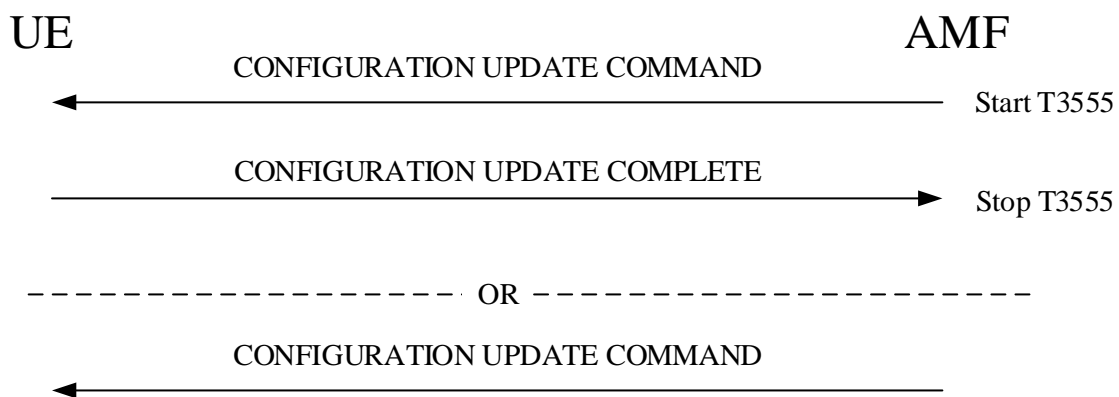 UE
AMF
CONFIGURATION UPDATE COMMAND
Start T3555
CONFIGURATION UPDATE COMPLETE
Stop T3555
OR
CONFIGURATION UPDATE COMMAND